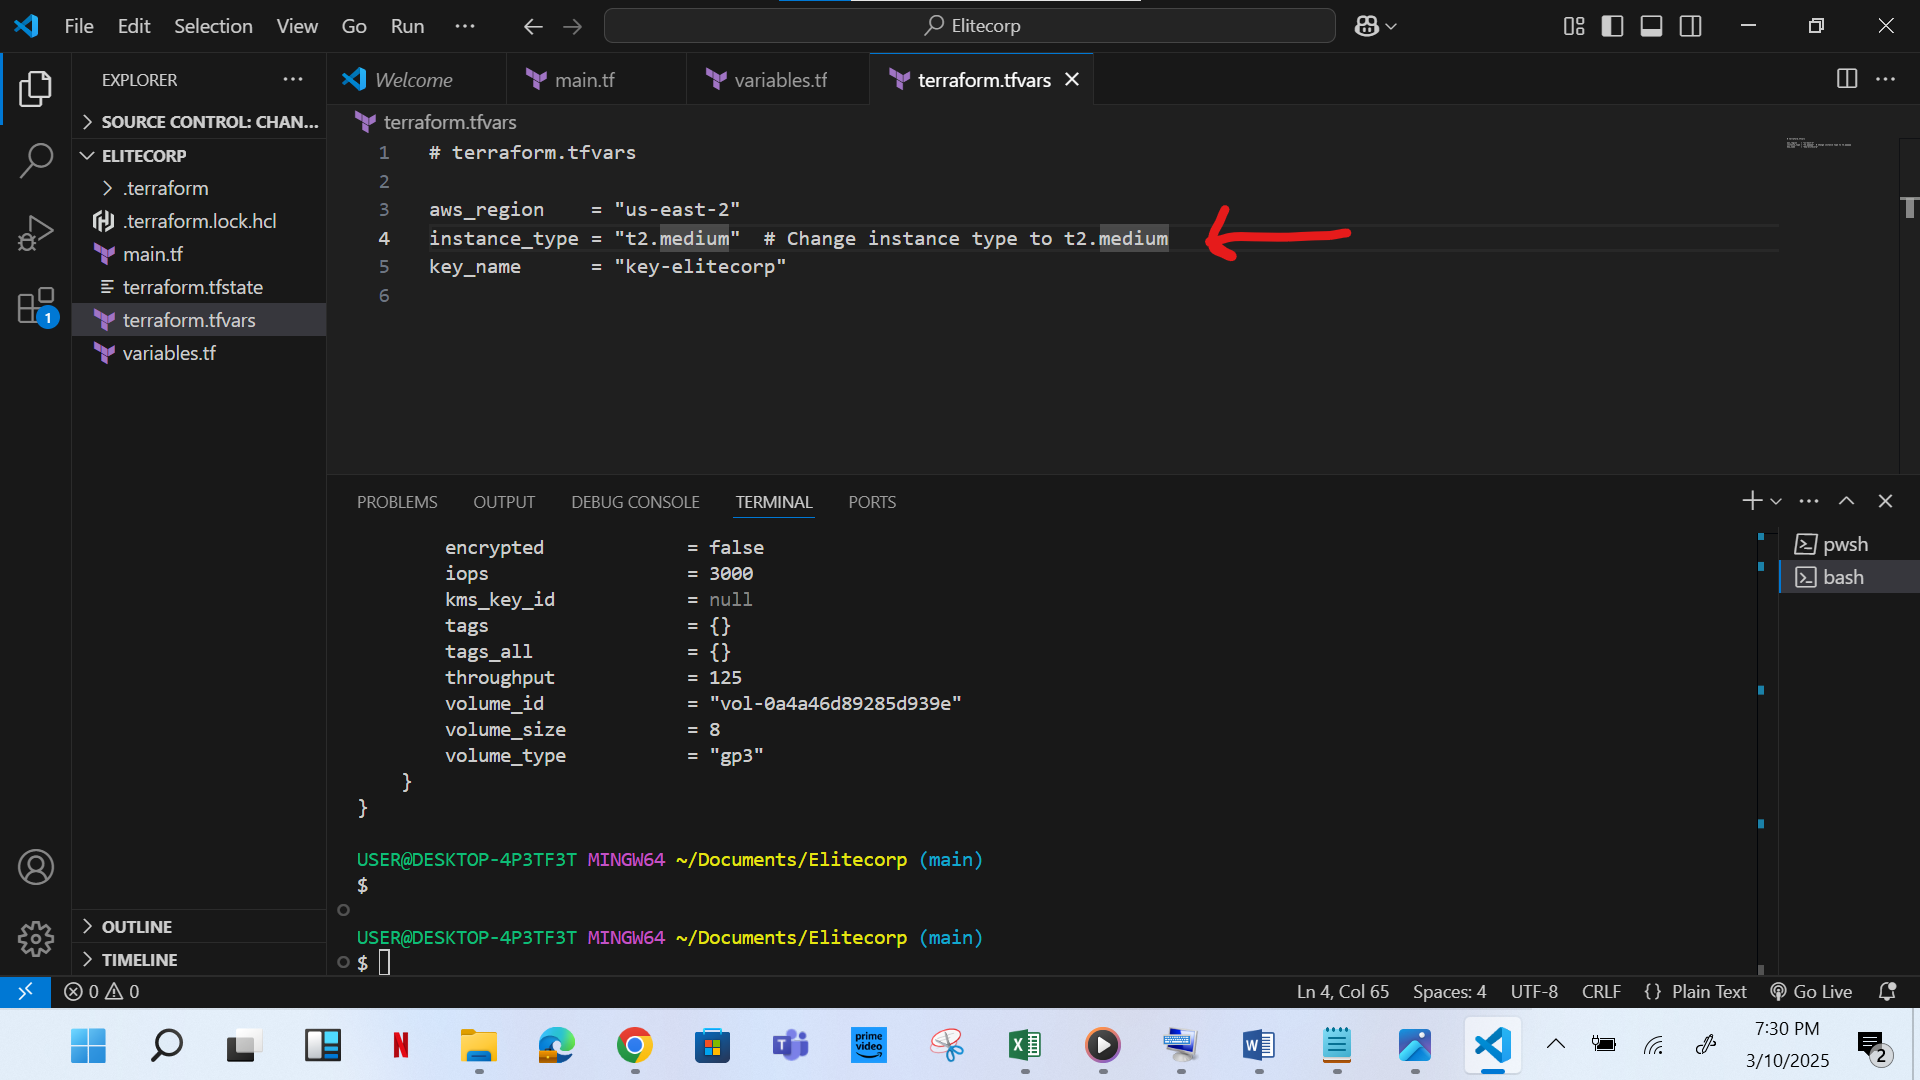 File Edit Selection View Go Run ··· Elitecorp
EXPLORER
Welcome main.tf variables.tf terraform.tfvars
SOURCE CONTROL: CHAN...
terraform.tfvars
ELITECORP
.terraform
.terraform.lock.hcl
main.tf
terraform.tfstate
terraform.tfvars
variables.tf
1 # terraform.tfvars
2
3 aws_region = "us-east-2"
4 instance_type = "t2.medium" # Change instance type to t2.medium
5 key_name = "key-elitecorp"
6
1
PROBLEMS OUTPUT DEBUG CONSOLE TERMINAL PORTS
pwsh
bash
encrypted = false
iops = 3000
kms_key_id = null
tags = {}
tags_all = {}
throughput = 125
volume_id = "vol-0a4a46d89285d939e"
volume_size = 8
volume_type = "gp3"
}
}
USER@DESKTOP-4P3TF3T MINGW64 ~/Documents/Elitecorp (main)
$
USER@DESKTOP-4P3TF3T MINGW64 ~/Documents/Elitecorp (main)
$
OUTLINE
TIMELINE
0 0 Ln 4, Col 65 Spaces: 4 UTF-8 CRLF {} Plain Text Go Live
prime video
7:30 PM
3/10/2025
2